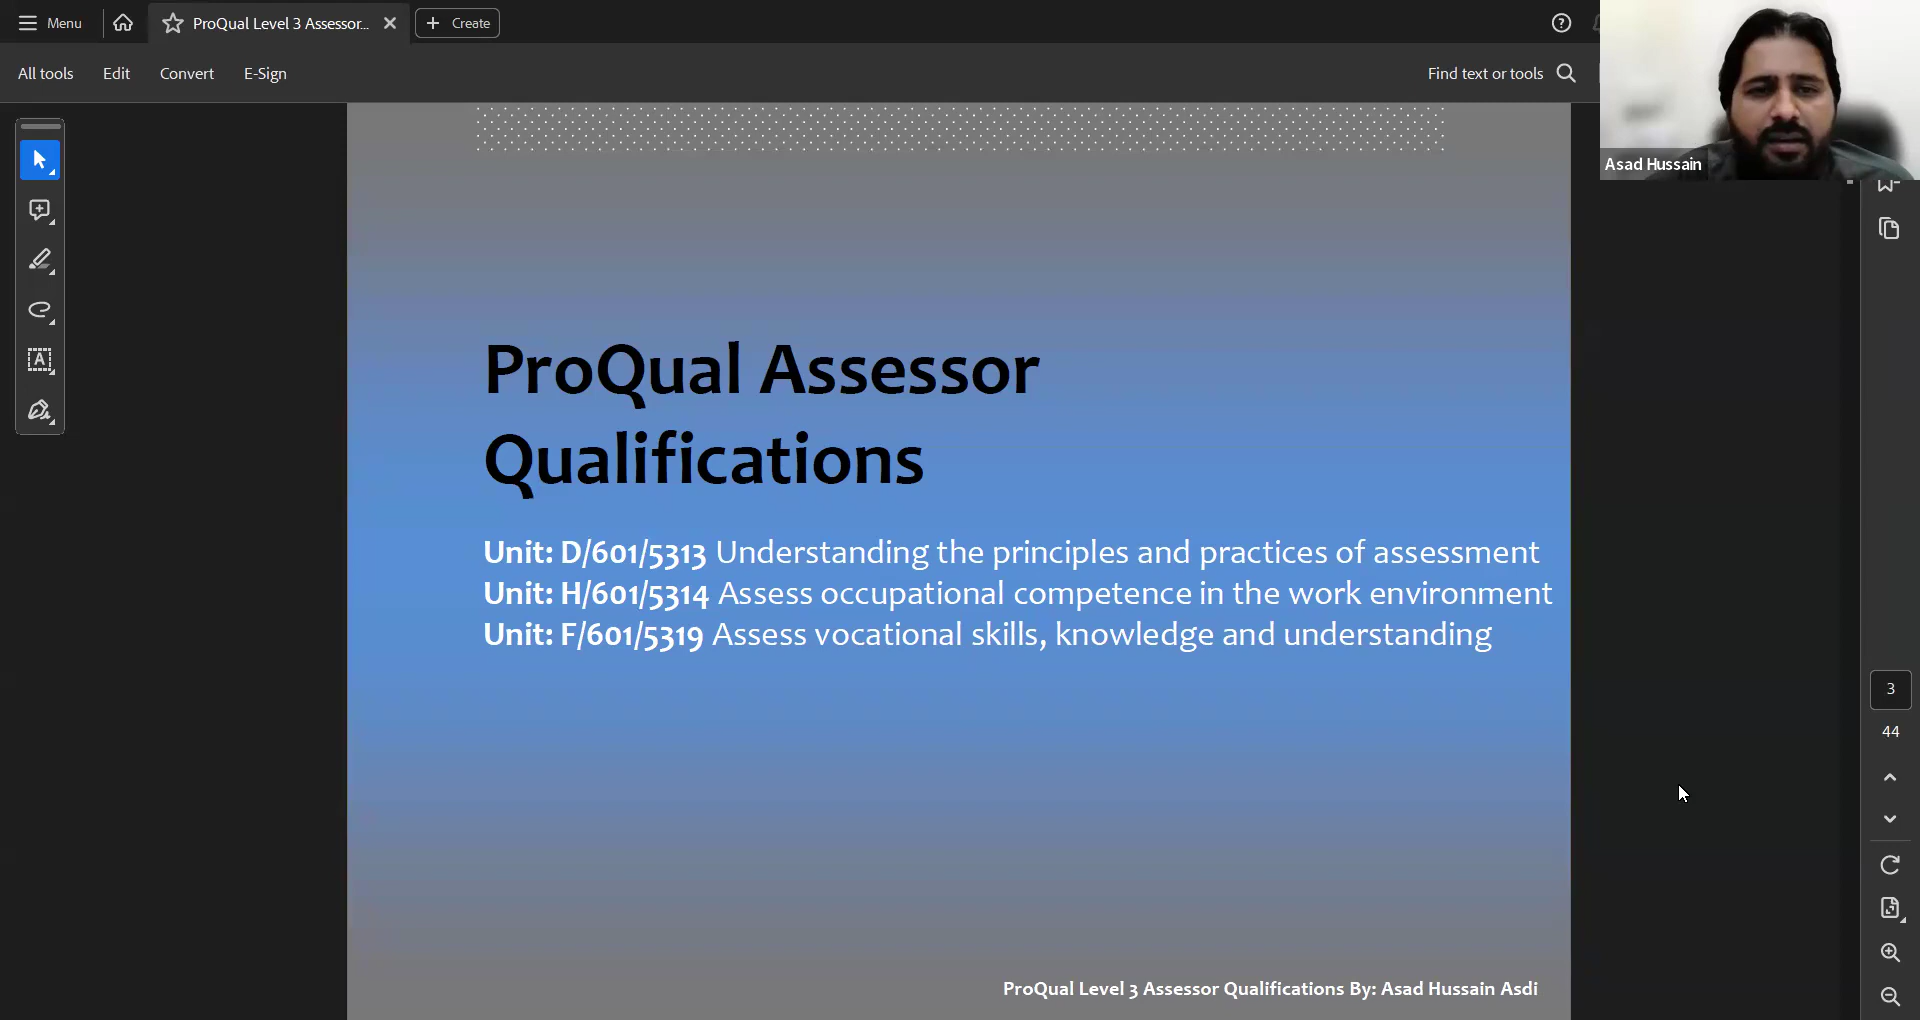 Menu
ProQual Level 3 Assessor...
Create
All tools
Edit
Convert
E-Sign
Find text or tools
Asad Hussain
ProQual Assessor
Qualifications
Unit: D/601/5313 Understanding the principles and practices of assessment
Unit: H/601/5314 Assess occupational competence in the work environment
Unit: F/601/5319 Assess vocational skills, knowledge and understanding
3
44
ProQual Level 3 Assessor Qualifications By: Asad Hussain Asdi